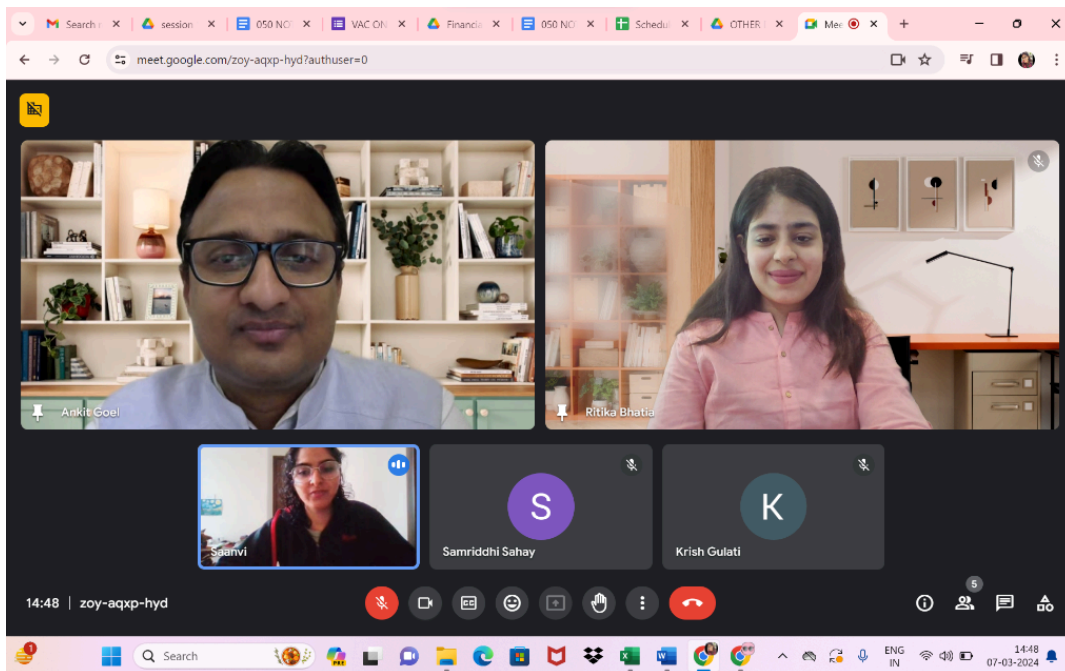 Search r
session
050 NO
VAC ON
Financia
050 NO
Schedul
OTHER
Mee
meet.google.com/zoy-aqxp-hyd?authuser=0
Ankit Goel
Ritika Bhatia
Saanvi
S
Samriddhi Sahay
K
Krish Gulati
14:48 | zoy-aqxp-hyd
5
1
Search
PRE
ENG
IN
14:48
07-03-2024